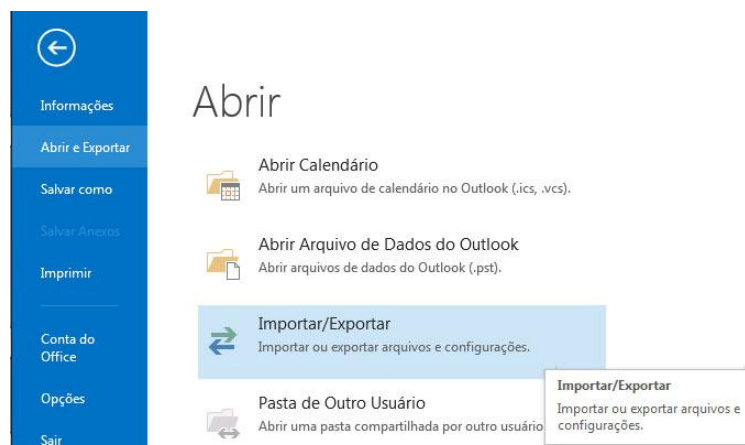 Informações
Abrir e Exportar
Salvar como
Salvar Anexos
Imprimir
Conta do
Office
Opções
Sair
Abrir
Abrir Calendário
Abrir um arquivo de calendário no Outlook (.ics, .vcs).
Abrir Arquivo de Dados do Outlook
Abrir arquivos de dados do Outlook (.pst).
Importar/Exportar
Importar ou exportar arquivos e configurações.
Pasta de Outro Usuário
Abrir uma pasta compartilhada por outro usuário
Importar/Exportar
Importar ou exportar arquivos e
configurações.